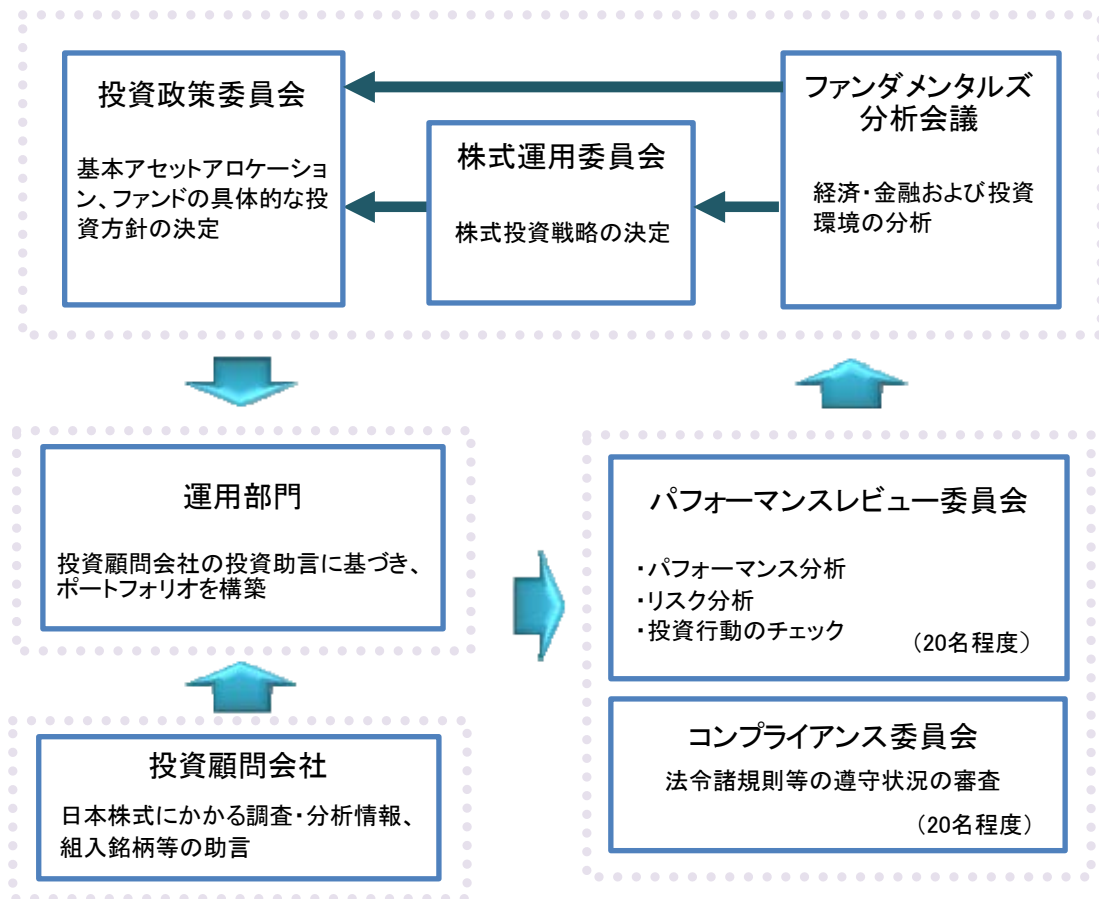 投資政策委員会
基本アセットアロケーショ
ン、ファンドの具体的な投
資方針の決定
株式運用委員会
株式投資戦略の決定
ファンダメンタルズ
分析会議
経済・金融および投資
環境の分析
運用部門
投資顧問会社の投資助言に基づき、
ポートフォリオを構築
投資顧問会社
日本株式にかかる調査・分析情報、
組入銘柄等の助言
パフォーマンスレビュー委員会
・パフォーマンス分析
・リスク分析
・投資行動のチェック
（20名程度）
コンプライアンス委員会
法令諸規則等の遵守状況の審査
（20名程度）